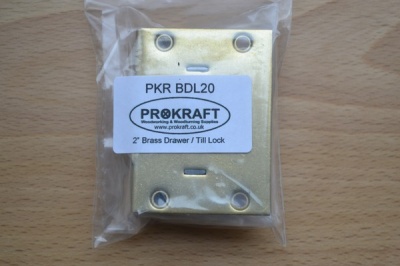 PKR BDL20
PROKRAFT
Woodworking & Woodturning Supplies
www.prokraft.co.uk
2" Brass Drawer / Till Lock